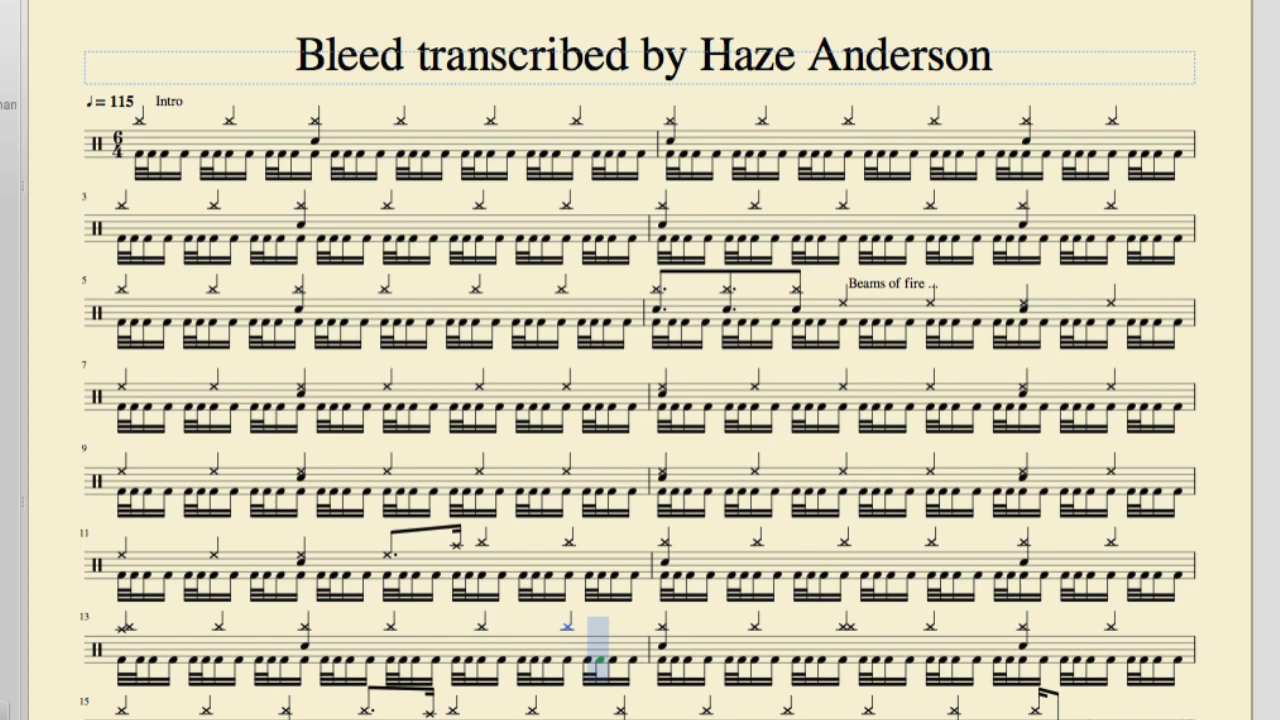 Bleed transcribed by Haze Anderson
♩= 115 Intro
man
6
4
3
5
Beams of fire ...
7
9
11
13
15